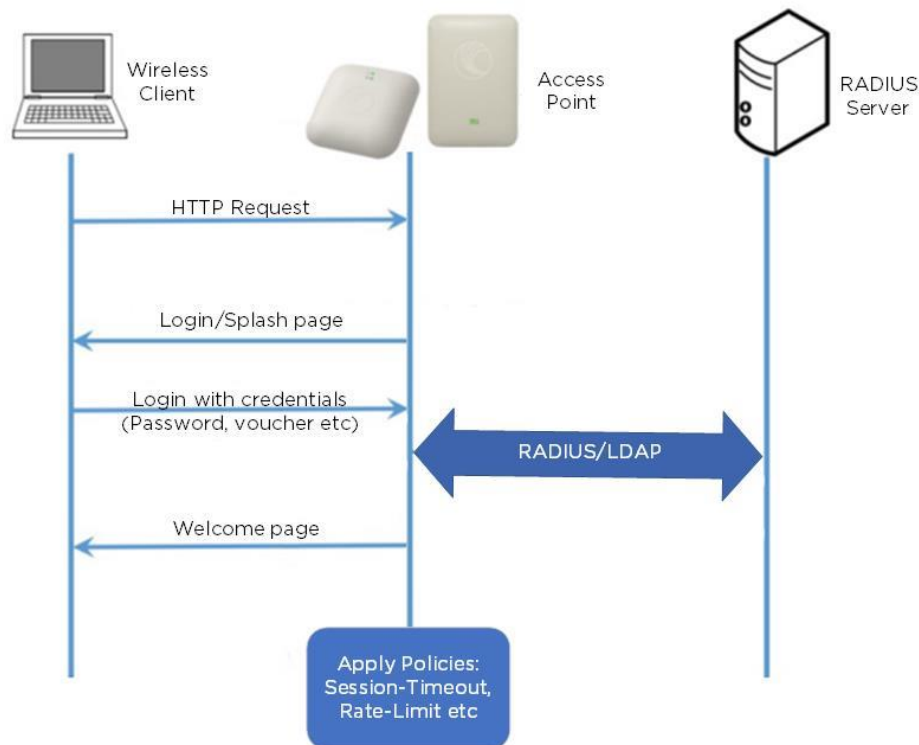 Wireless
Client
Access
Point
RADIUS
Server
HTTP Request
Login/Splash page
Login with credentials
(Password, voucher etc)
RADIUS/LDAP
Welcome page
Apply Policies:
Session-Timeout,
Rate-Limit etc